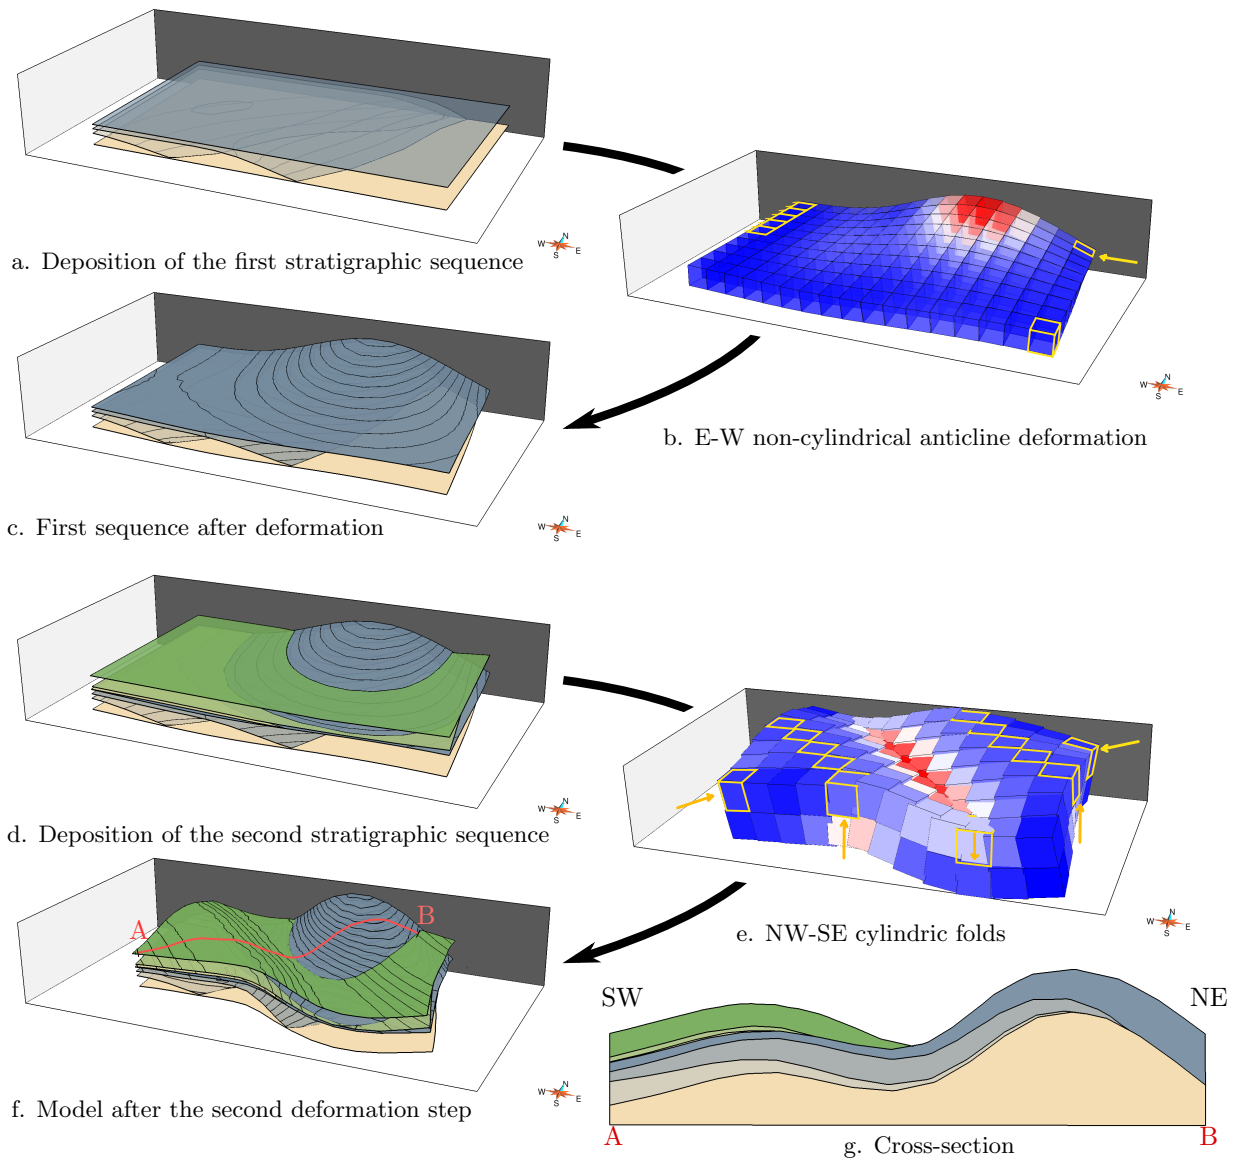 N
W E
S
a. Deposition of the first stratigraphic sequence
N
W E
S
b. E-W non-cylindrical anticline deformation
N
W E
S
c. First sequence after deformation
N
W E
S
d. Deposition of the second stratigraphic sequence
N
W E
S
e. NW-SE cylindric folds
A
B
N
W E
S
f. Model after the second deformation step
SW
NE
A
B
g. Cross-section